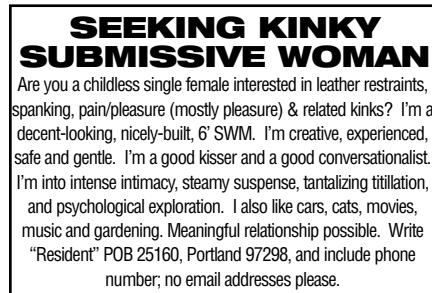 SEEKING KINKY
SUBMISSIVE WOMAN
Are you a childless single female interested in leather restraints,
spanking, pain/pleasure (mostly pleasure) & related kinks?  I'm a
decent-looking, nicely-built, 6' SWM.  I'm creative, experienced,
safe and gentle.  I'm a good kisser and a good conversationalist.
I'm into intense intimacy, steamy suspense, tantalizing titillation,
and psychological exploration.  I also like cars, cats, movies,
music and gardening.  Meaningful relationship possible.  Write
“Resident” POB 25160, Portland 97298, and include phone
number; no email addresses please.